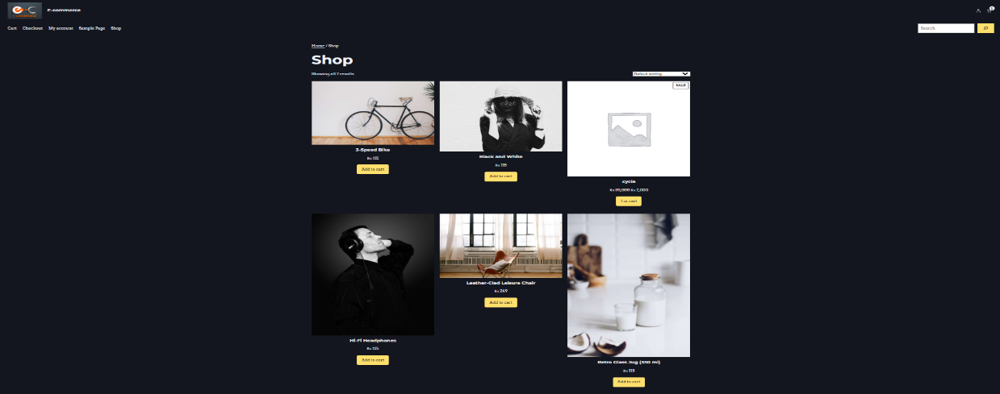 e-C
E-commerce
Cart Checkout My account Sample Page Shop
Search
Home / Shop
Shop
Showing all 7 results
Default sorting
SALE
3-Speed Bike
Rs 115
Add to cart
Black and White
Rs 115
Add to cart
cycle
Rs 20,000 Rs 2,000
1 in cart
Hi-Fi Headphones
Rs 125
Add to cart
Leather-Clad Leisure Chair
Rs 249
Add to cart
Retro Glass Jug (330 ml)
Rs 115
Add to cart